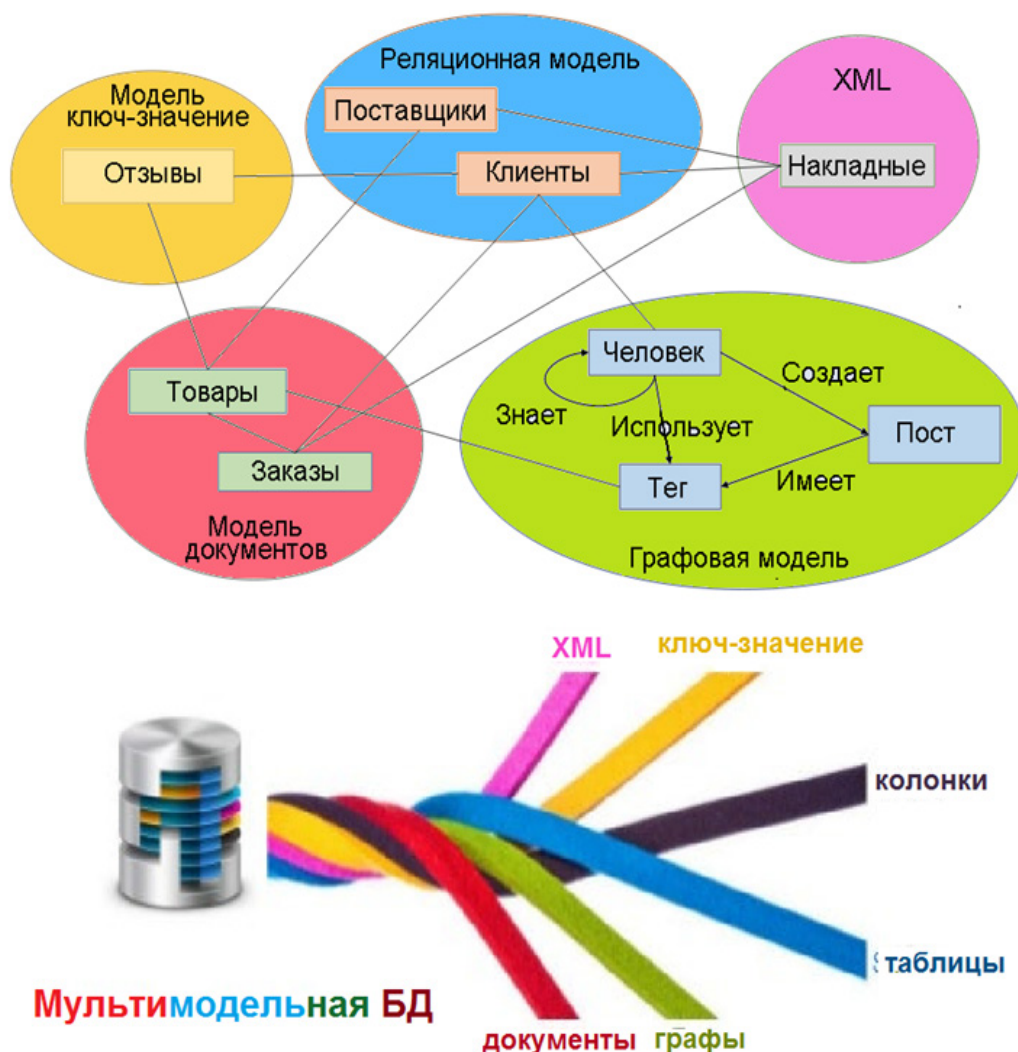 Модель
ключ-значение
Отзывы
Реляционная модель
Поставщики
Клиенты
XML
Накладные
Товары
Заказы
Модель
документов
Человек
Создает
Знает
Использует
Пост
Тег
Имеет
Графовая модель
XML
ключ-значение
колонки
таблицы
Мультимодельная БД
документы
графы